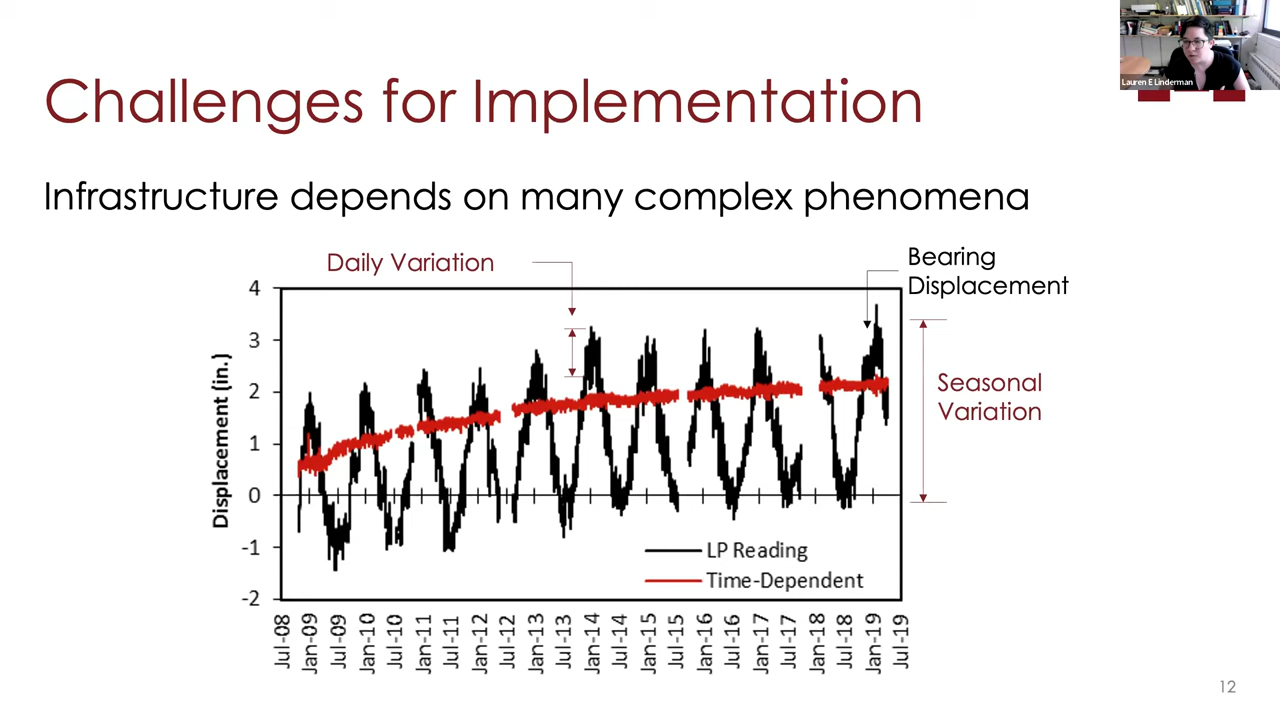 Lauren E Linderman
Challenges for Implementation
Infrastructure depends on many complex phenomena
Daily Variation
Bearing
Displacement
Seasonal
Variation
Displacement (in.)
4
3
2
1
0
-1
-2
LP Reading
Time-Dependent
Jul-08
Jan-09
Jul-09
Jan-10
Jul-10
Jan-11
Jul-11
Jan-12
Jul-12
Jan-13
Jul-13
Jan-14
Jul-14
Jan-15
Jul-15
Jan-16
Jul-16
Jan-17
Jul-17
Jan-18
Jul-18
Jan-19
Jul-19
12